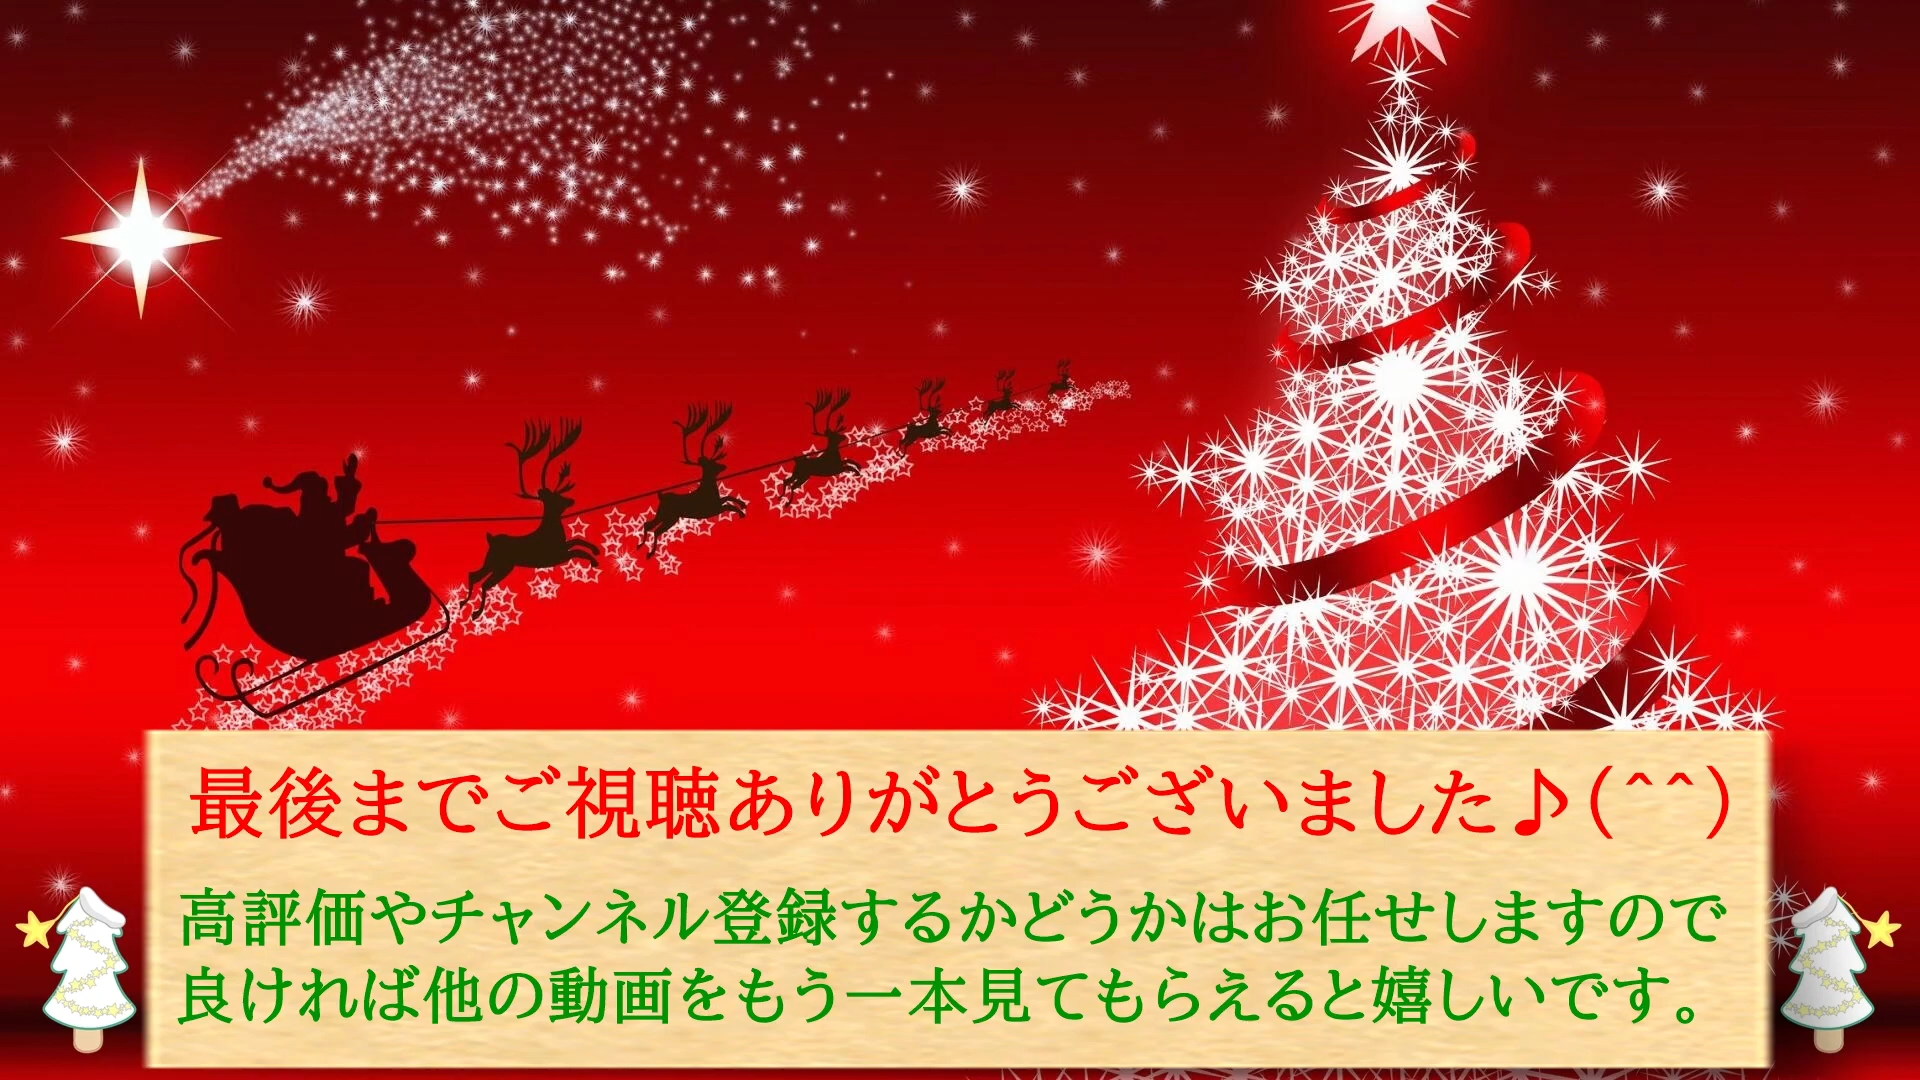 最後までご視聴ありがとうございました♪(^^)
高評価やチャンネル登録するかどうかはお任せしますので
良ければ他の動画をもう一本見てもらえると嬉しいです。